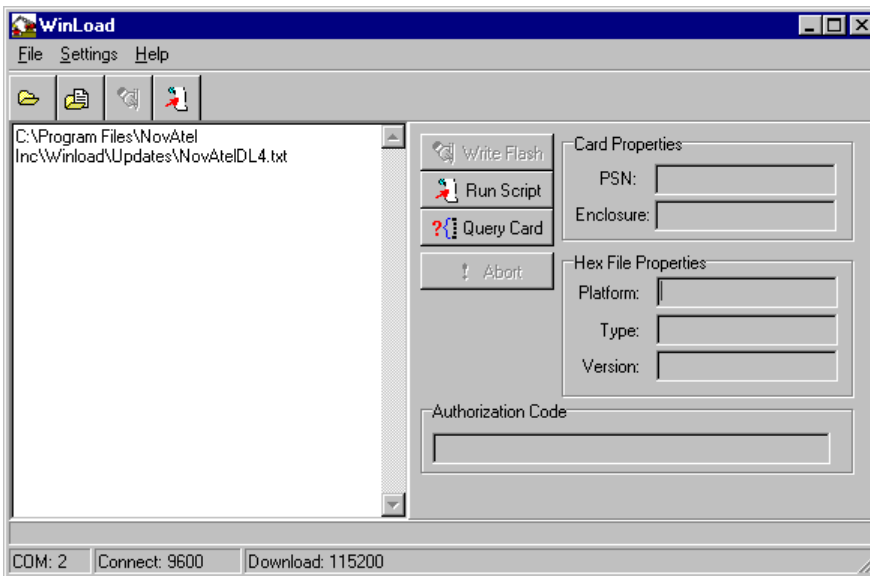 WinLoad
File Settings Help
C:\Program Files\NovAtel
Inc\Winload\Updates\NovAtelDL4.txt
Write Flash
Run Script
Query Card
Abort
Card Properties
PSN:
Enclosure:
Hex File Properties
Platform:
Type:
Version:
Authorization Code
COM: 2 Connect: 9600 Download: 115200